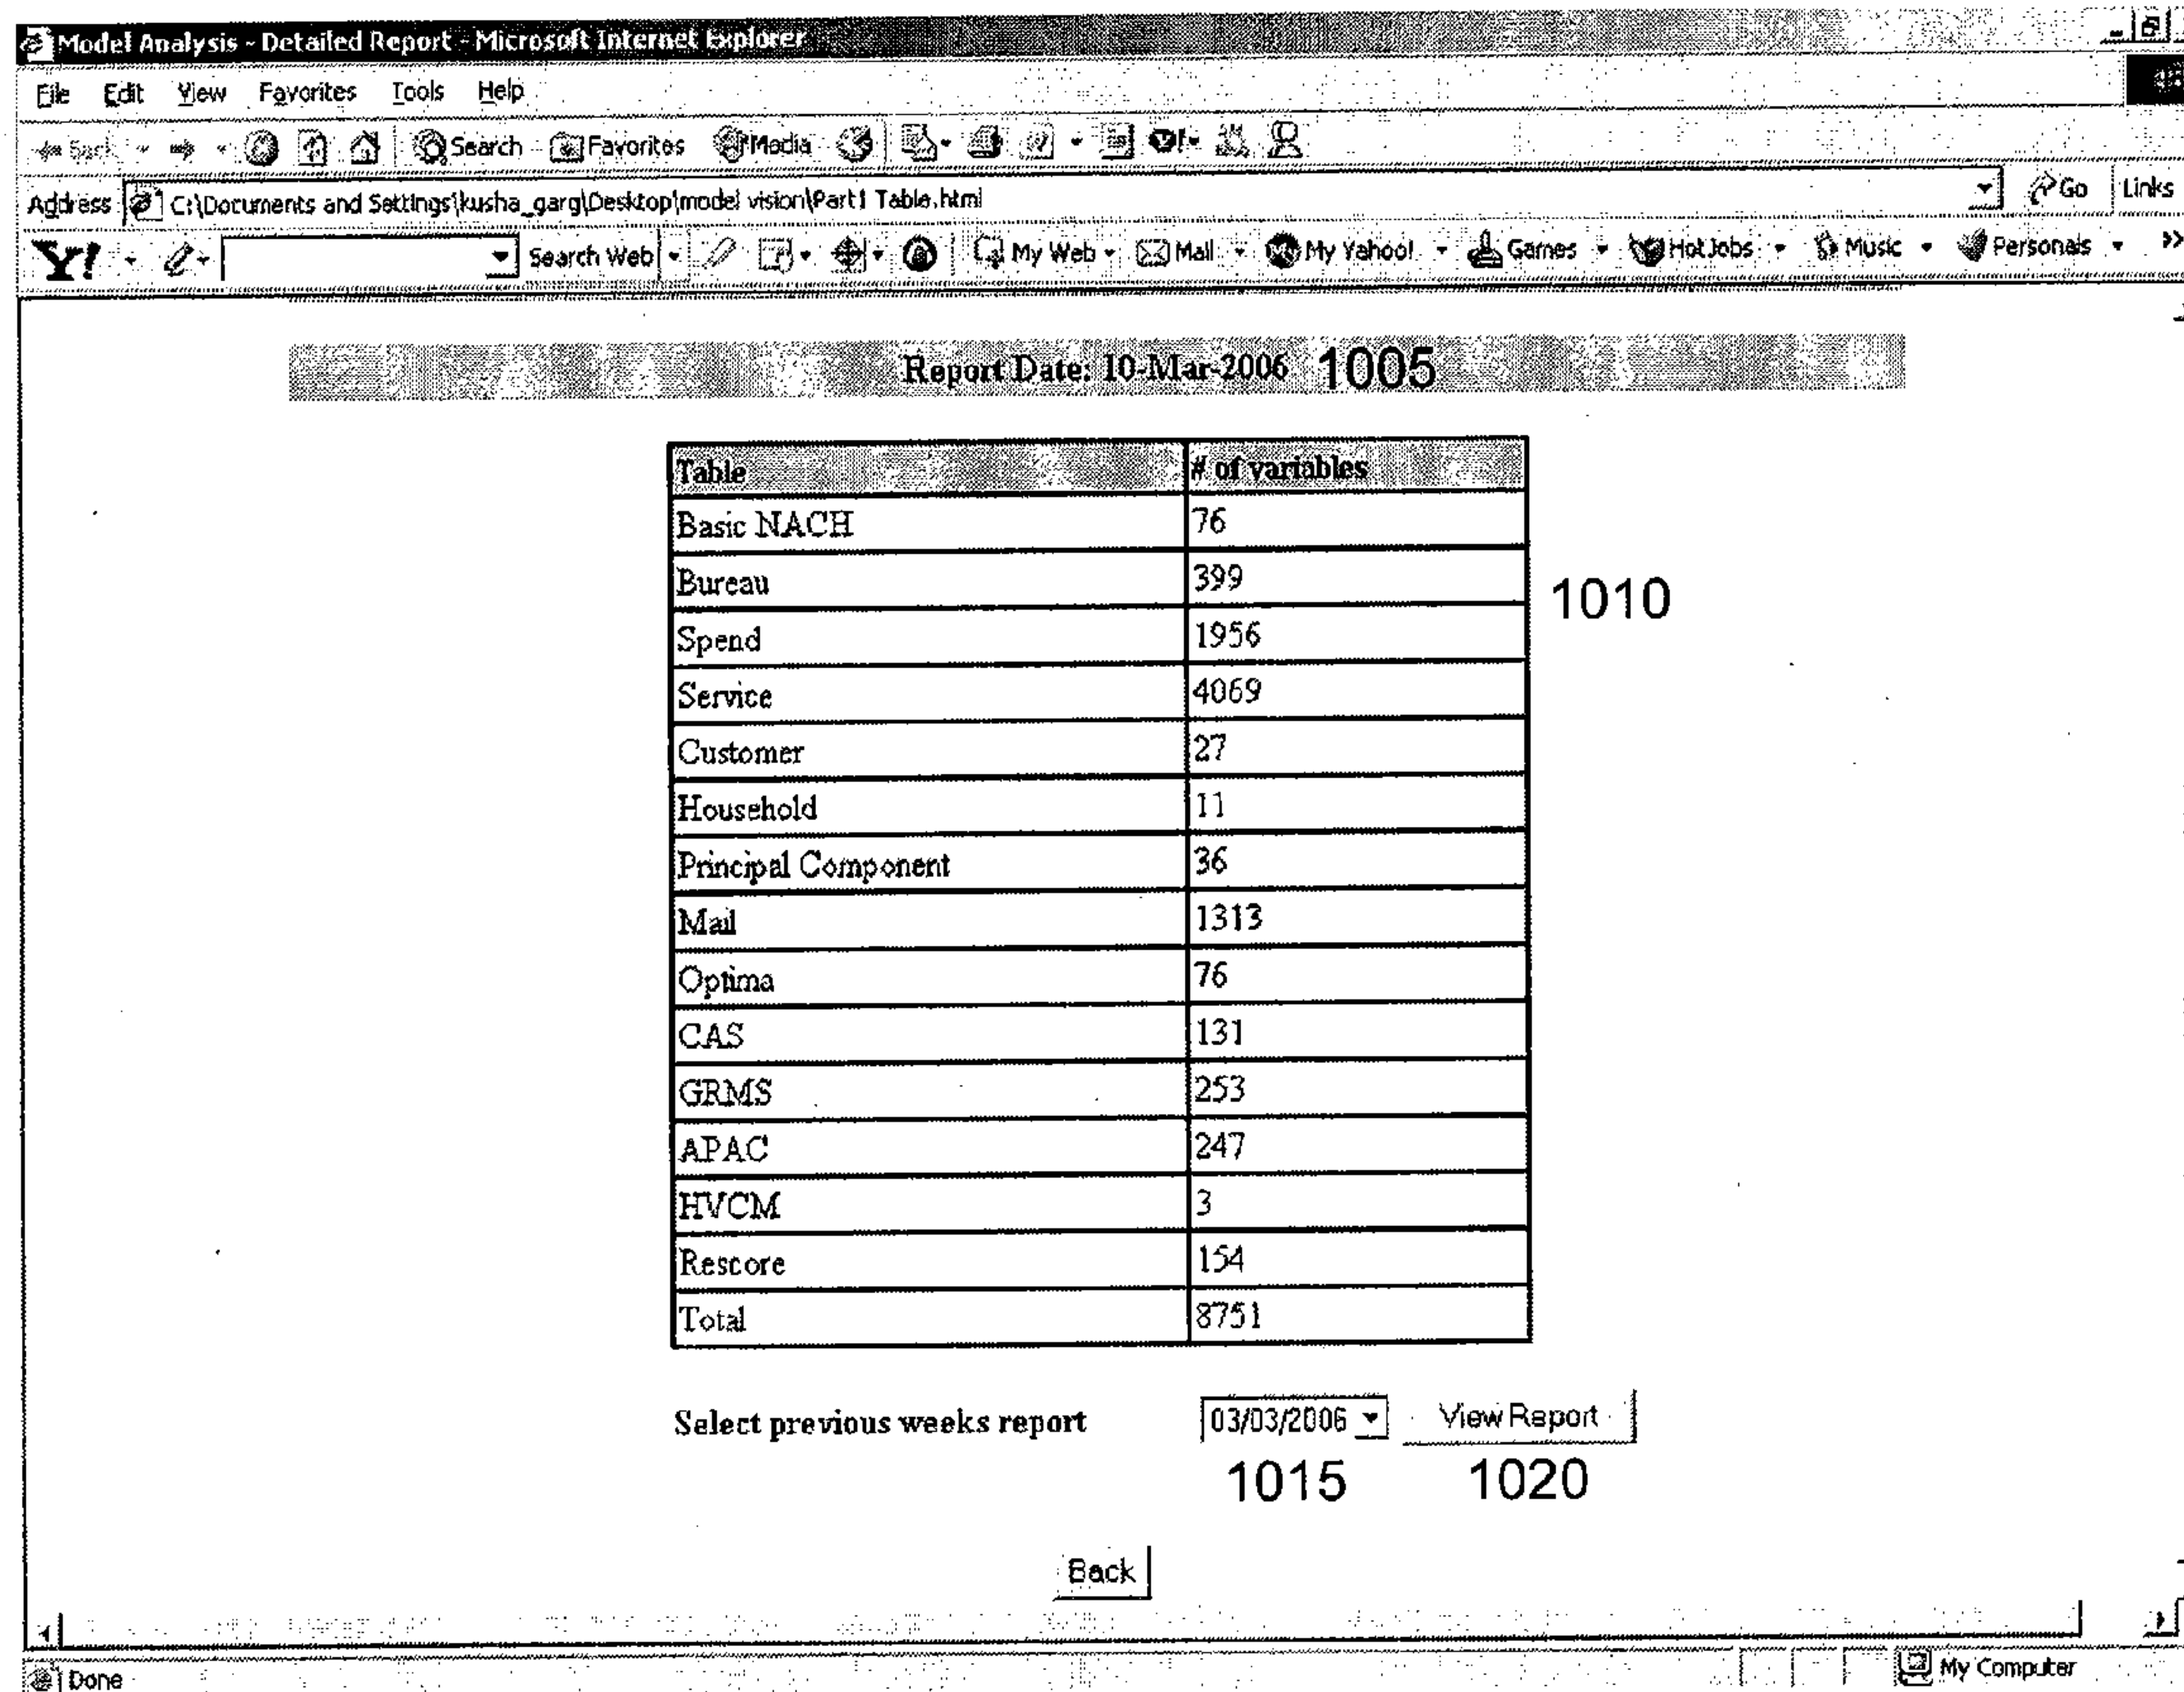 Model Analysis - Detailed Report - Microsoft Internet Explorer
File Edit View Favorites Tools Help
Back Search Favorites Media
Address C:\Documents and Settings\kusha_garg\Desktop\model vision\Part1 Table.html Go Links
Y! Search Web My Web Mail My Yahoo! Games HotJobs Music Personals »
Report Date: 10-Mar-2006 1005
Table # of variables
Basic NACH 76
Bureau 399
1010
Spend 1956
Service 4069
Customer 27
Household 11
Principal Component 36
Mail 1313
Optima 76
CAS 131
GRMS 253
APAC 247
HVCM 3
Rescore 154
Total 8751
Select previous weeks report 03/03/2006 View Report
1015 1020
Back
Done My Computer